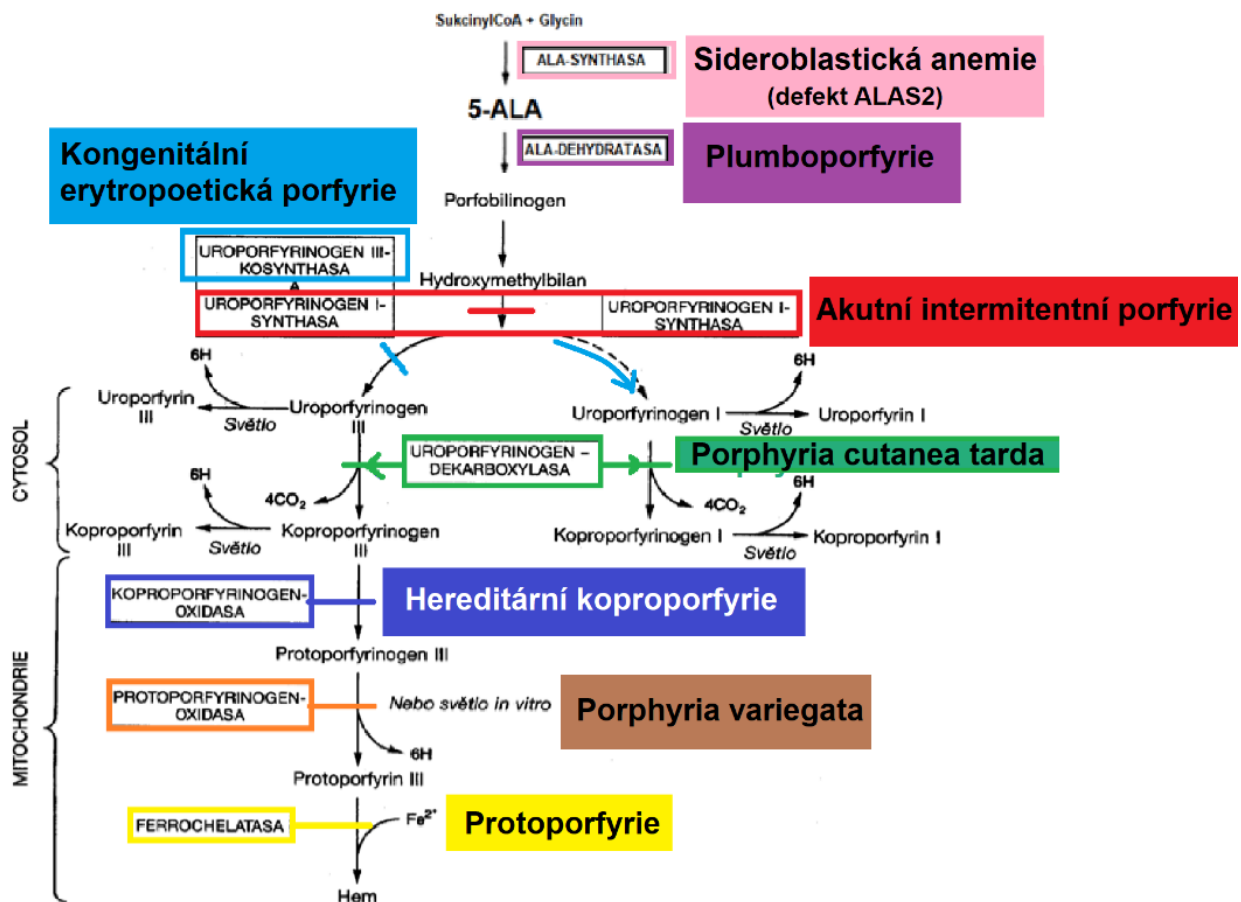 SukcinylCoA + Glycin
ALA-SYNTHASA
Sideroblastická anemie
(defekt ALAS2)
5-ALA
ALA-DEHYDRATASA
Plumboporfyrie
Kongenitální
erytropoetická porfyrie
Porfobilinogen
UROPORFYRINOGEN III-
KOSYNTHASA
Hydroxymethylbilan
UROPORFYRINOGEN I-
SYNTHASA
UROPORFYRINOGEN I-
SYNTHASA
Akutní intermitentní porfyrie
6H
6H
Uroporfyrin
III
Světlo
Uroporfyrinogen
III
Uroporfyrinogen I
Světlo
Uroporfyrin I
CYTOSOL
UROPORFYRINOGEN –
DEKARBOXYLASA
Porphyria cutanea tarda
6H
4CO₂
4CO₂
6H
Koproporfyrin
III
Světlo
Koproporfyrinogen
III
Koproporfyrinogen I
Světlo
Koproporfyrin I
MITOCHONDRIE
KOPROPORFYRINOGEN-
OXIDASA
Hereditární koproporfyrie
Protoporfyrinogen III
PROTOPORFYRINOGEN-
OXIDASA
Nebo světlo in vitro
Porphyria variegata
6H
Protoporfyrin III
FERROCHELATASA
Fe²⁺
Protoporfyrie
Hem